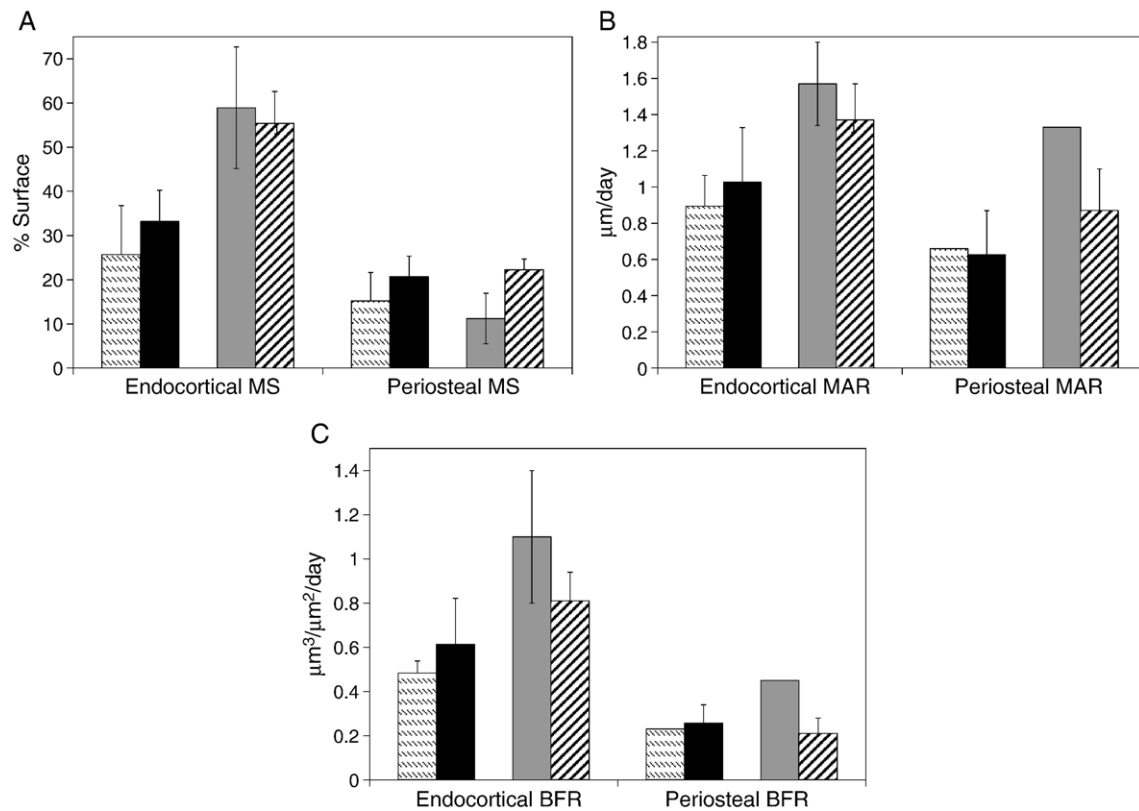 A
% Surface
70
60
50
40
30
20
10
0
Endocortical MS
Periosteal MS
B
μm/day
1.8
1.6
1.4
1.2
1
0.8
0.6
0.4
0.2
0
Endocortical MAR
Periosteal MAR
C
μm³/μm²/day
1.4
1.2
1
0.8
0.6
0.4
0.2
0
Endocortical BFR
Periosteal BFR